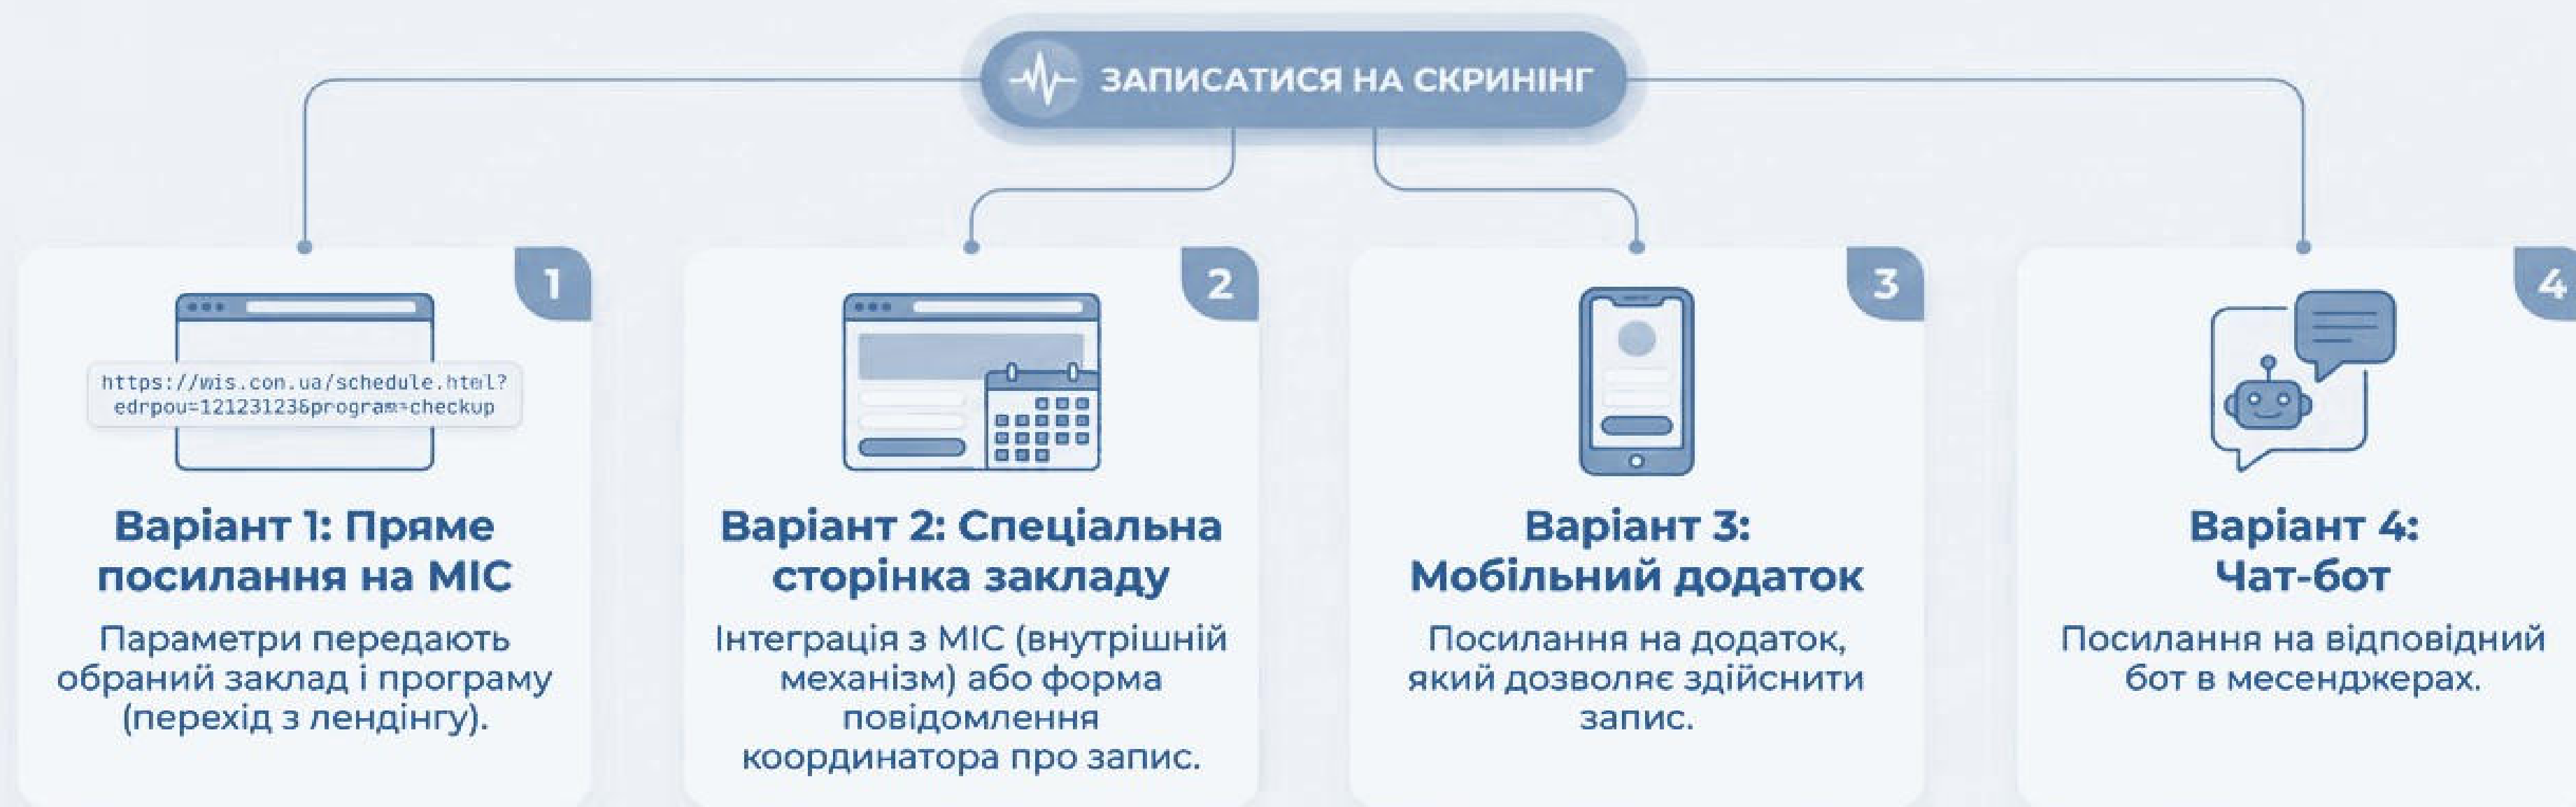 ЗАПИСАТИСЯ НА СКРИНІНГ
1
https://mis.con.ua/schedule.html?
edrpou=12123123&program=checkup
Варіант 1: Пряме
посилання на МІС
Параметри передають
обраний заклад і програму
(перехід з лендінгу).
2
Варіант 2: Спеціальна
сторінка закладу
Інтеграція з МІС (внутрішній
механізм) або форма
повідомлення
координатора про запис.
3
Варіант 3:
Мобільний додаток
Посилання на додаток,
який дозволяє здійснити
запис.
4
Варіант 4:
Чат-бот
Посилання на відповідний
бот в месенджерах.